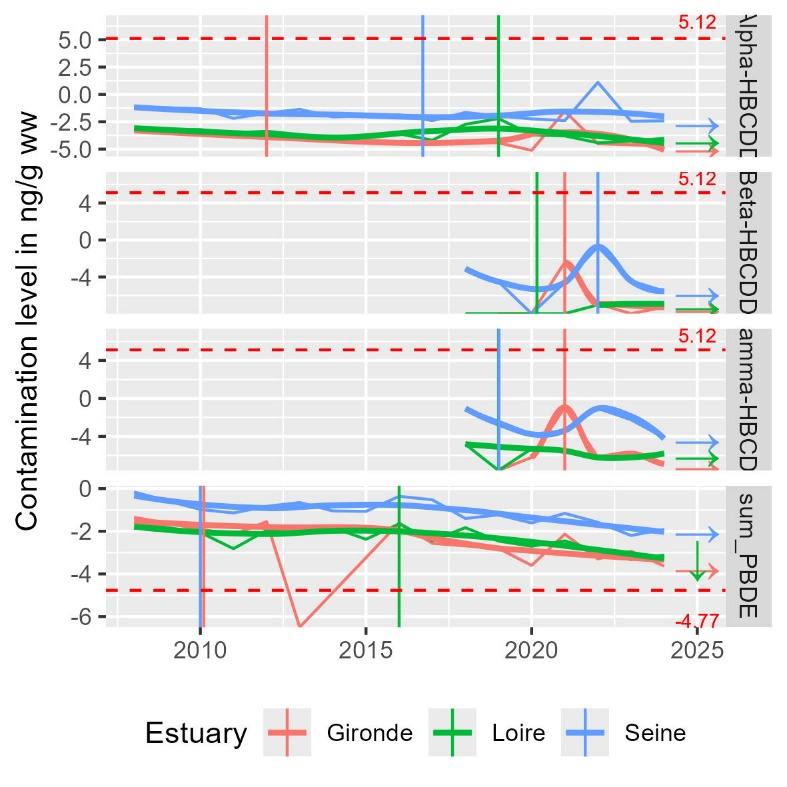 Contamination level in ng/g ww
5.0
2.5
0.0
-2.5
-5.0
5.12
Alpha-HBCDD
4
0
-4
5.12
Beta-HBCDD
4
0
-4
5.12
amma-HBCD
0
-2
-4
-6
-4.77
sum_PBDE
2010
2015
2020
2025
Estuary
Gironde
Loire
Seine